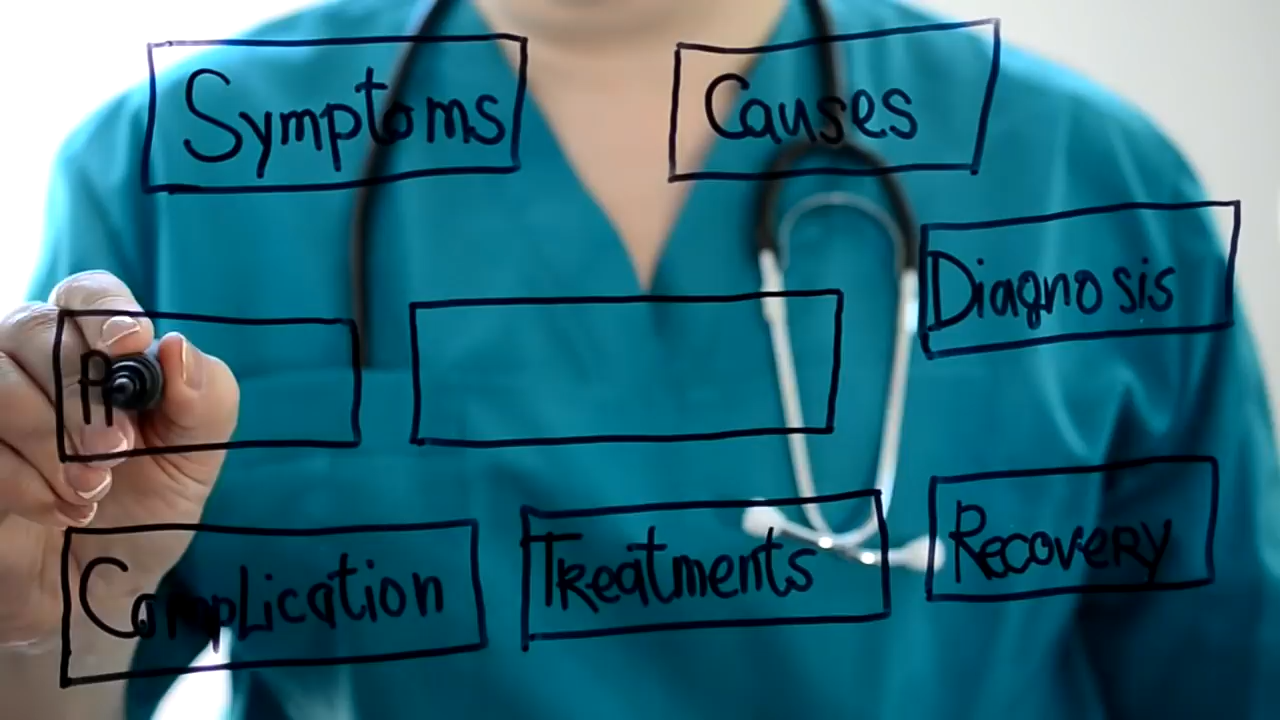 Symptoms
Causes
Diagnosis
P
Complication
Treatments
Recovery